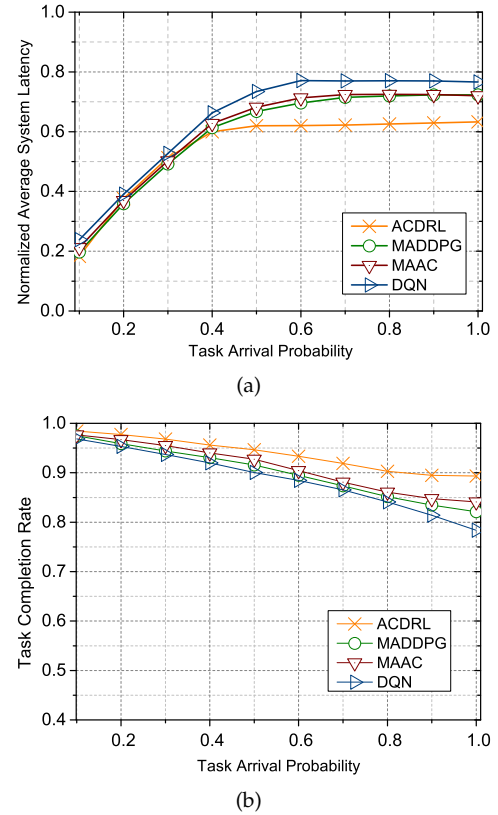 1.0
0.8
0.6
0.4
0.2
0.0
Normalized Average System Latency
ACDRL
MADDPG
MAAC
DQN
0.2 0.4 0.6 0.8 1.0
Task Arrival Probability
(a)
1.0
0.9
0.8
0.7
0.6
0.5
0.4
Task Completion Rate
ACDRL
MADDPG
MAAC
DQN
0.2 0.4 0.6 0.8 1.0
Task Arrival Probability
(b)